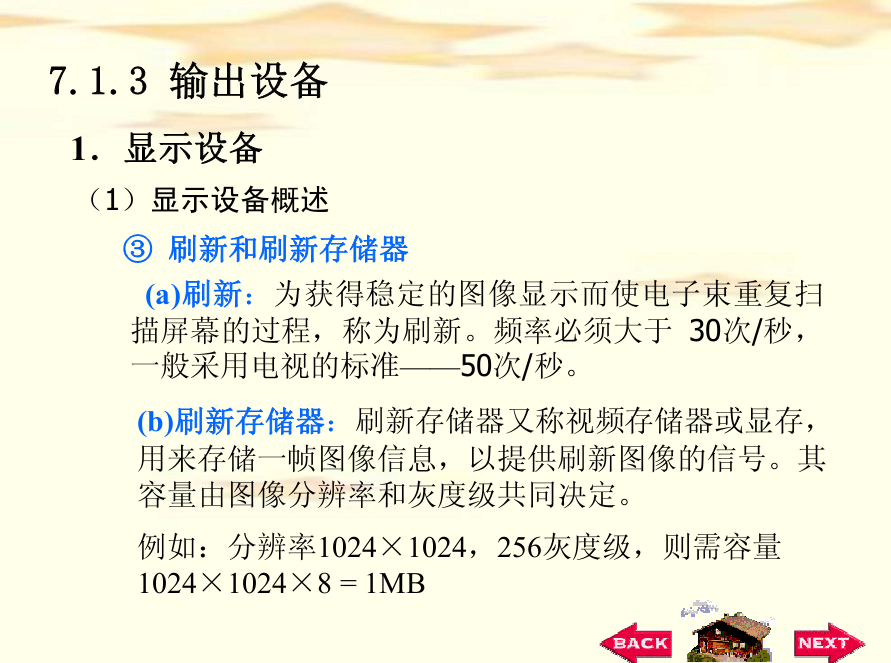 7.1.3 输出设备
1．显示设备
（1）显示设备概述
③ 刷新和刷新存储器
(a)刷新：为获得稳定的图像显示而使电子束重复扫
描屏幕的过程，称为刷新。频率必须大于 30次/秒，
一般采用电视的标准——50次/秒。
(b)刷新存储器：刷新存储器又称视频存储器或显存，
用来存储一帧图像信息，以提供刷新图像的信号。其
容量由图像分辨率和灰度级共同决定。
例如：分辨率1024×1024，256灰度级，则需容量
1024×1024×8 = 1MB
BACK
NEXT